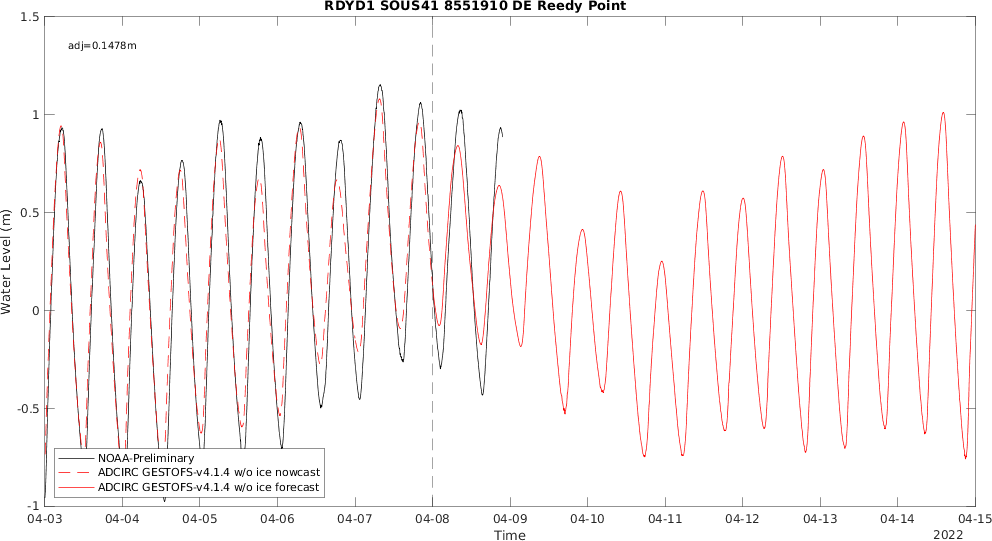 RDYD1 SOUS41 8551910 DE Reedy Point
adj=0.1478m
1.5
1
0.5
0
-0.5
-1
Water Level (m)
NOAA-Preliminary
ADCIRC GESTOFS-v4.1.4 w/o ice nowcast
ADCIRC GESTOFS-v4.1.4 w/o ice forecast
04-03 04-04 04-05 04-06 04-07 04-08 04-09 04-10 04-11 04-12 04-13 04-14 04-15
Time
2022